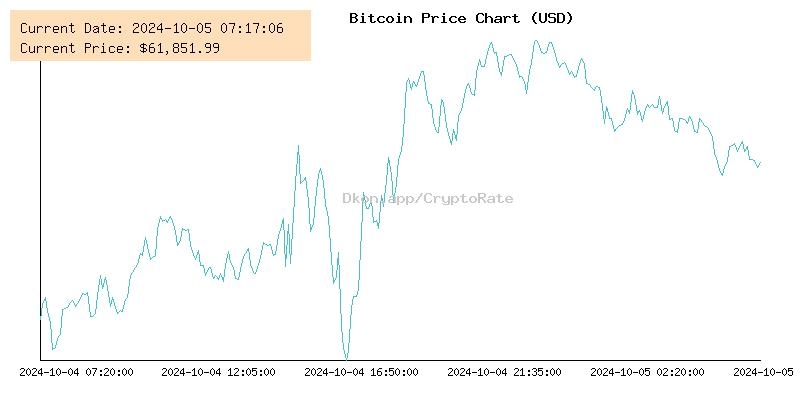 Bitcoin Price Chart (USD)
Current Date: 2024-10-05 07:17:06
Current Price: $61,851.99
Dkon.app/CryptoRate
2024-10-04 07:20:00
2024-10-04 12:05:00
2024-10-04 16:50:00
2024-10-04 21:35:00
2024-10-05 02:20:00
2024-10-05